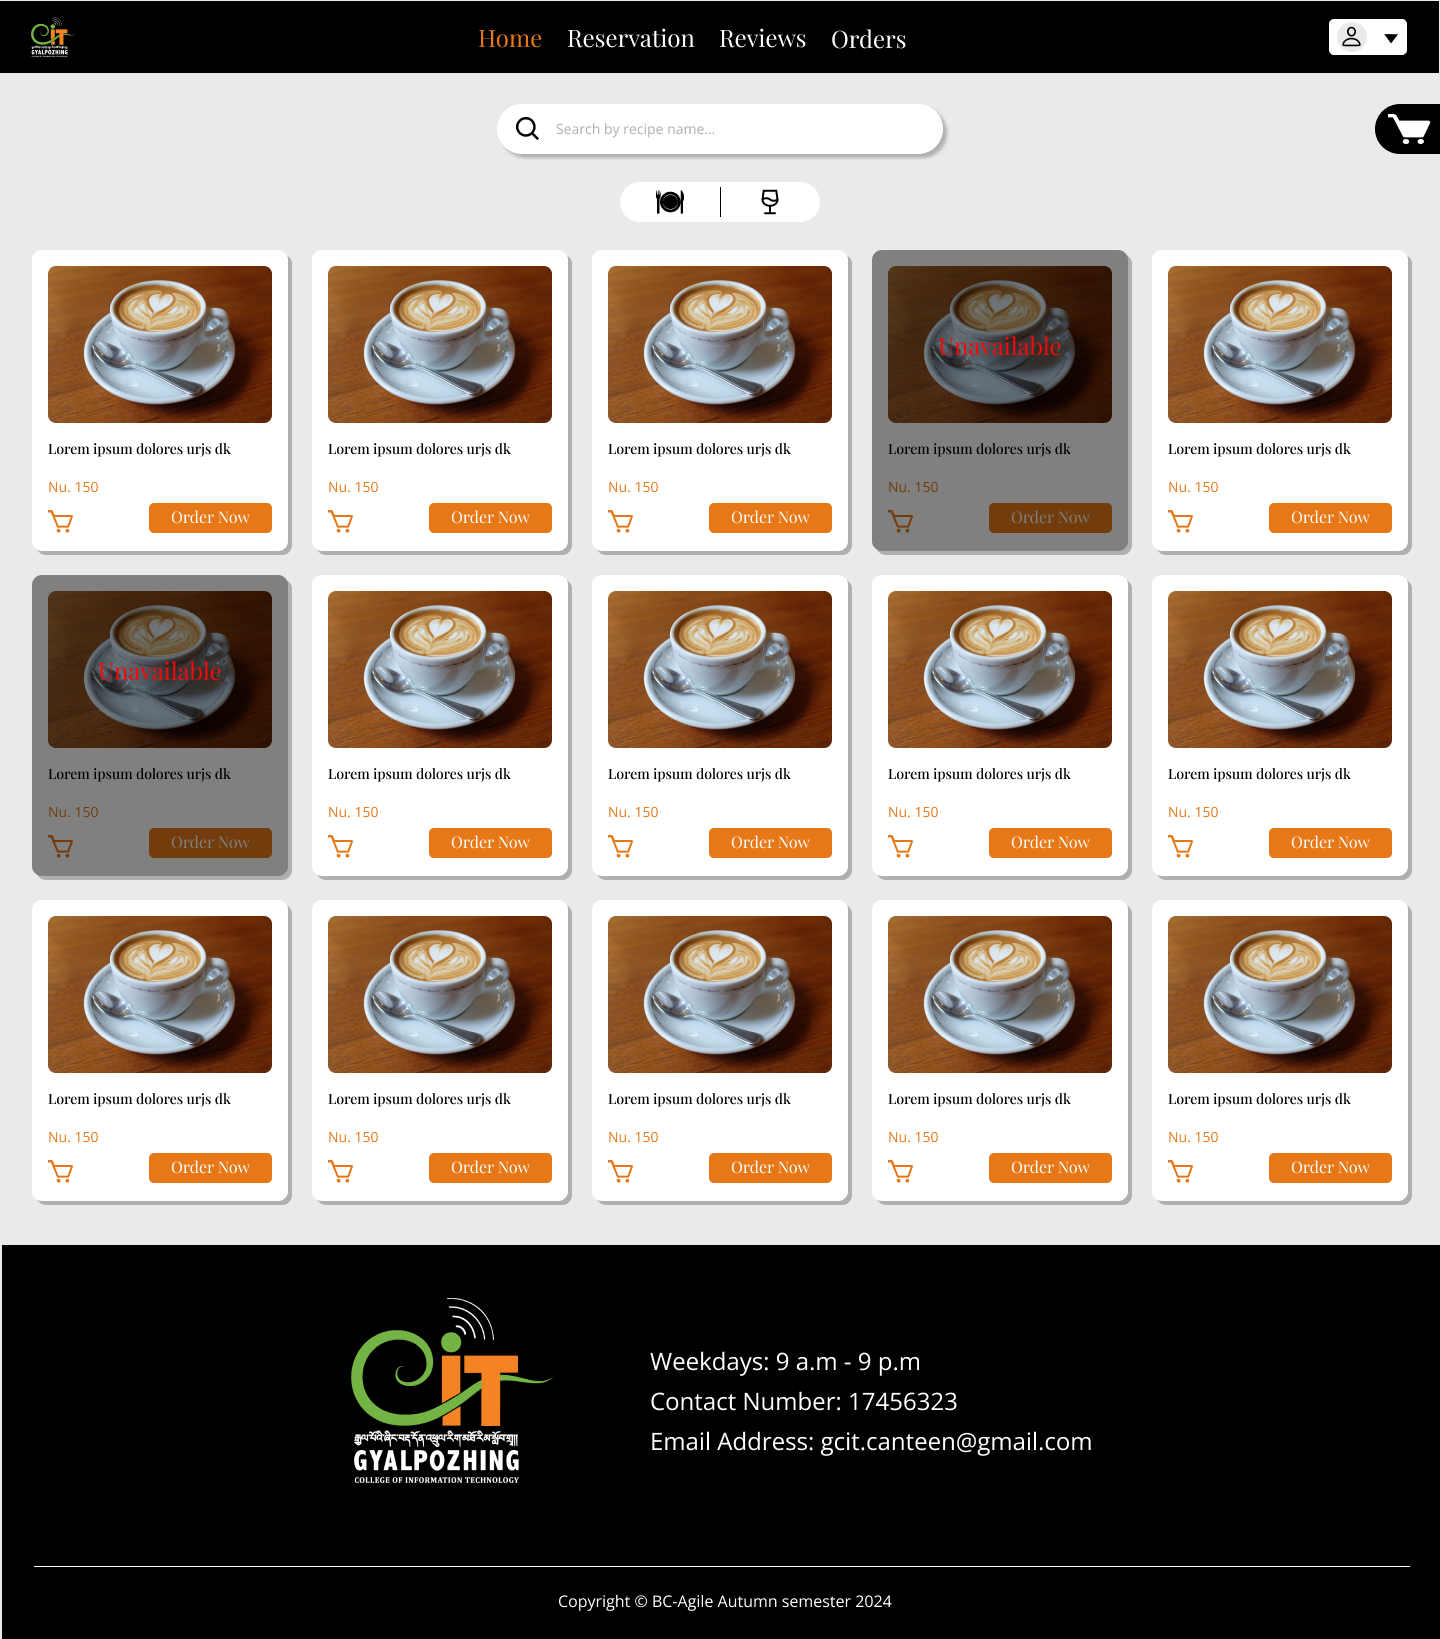 GYALPOZHING
Home Reservation Reviews Orders
Search by recipe name...
Unavailable
Lorem ipsum dolores urjs dk Lorem ipsum dolores urjs dk Lorem ipsum dolores urjs dk Lorem ipsum dolores urjs dk Lorem ipsum dolores urjs dk
Nu. 150 Nu. 150 Nu. 150 Nu. 150 Nu. 150
Order Now Order Now Order Now Order Now Order Now
Unavailable
Lorem ipsum dolores urjs dk Lorem ipsum dolores urjs dk Lorem ipsum dolores urjs dk Lorem ipsum dolores urjs dk Lorem ipsum dolores urjs dk
Nu. 150 Nu. 150 Nu. 150 Nu. 150 Nu. 150
Order Now Order Now Order Now Order Now Order Now
Lorem ipsum dolores urjs dk Lorem ipsum dolores urjs dk Lorem ipsum dolores urjs dk Lorem ipsum dolores urjs dk Lorem ipsum dolores urjs dk
Nu. 150 Nu. 150 Nu. 150 Nu. 150 Nu. 150
Order Now Order Now Order Now Order Now Order Now
CIT
GYALPOZHING
COLLEGE OF INFORMATION TECHNOLOGY
Weekdays: 9 a.m - 9 p.m
Contact Number: 17456323
Email Address: gcit.canteen@gmail.com
Copyright © BC-Agile Autumn semester 2024